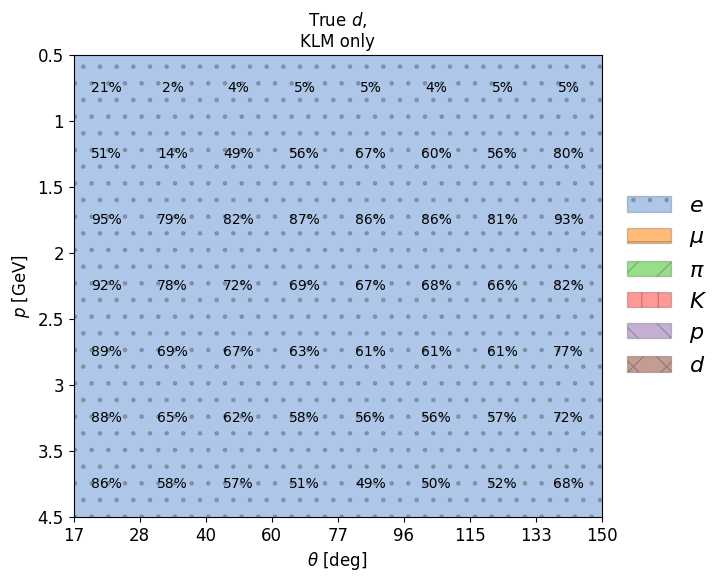 True d,
KLM only
0.5
21% 2% 4% 5% 5% 4% 5% 5%
1
51% 14% 49% 56% 67% 60% 56% 80%
1.5
95% 79% 82% 87% 86% 86% 81% 93%
2
92% 78% 72% 69% 67% 68% 66% 82%
2.5
89% 69% 67% 63% 61% 61% 61% 77%
3
88% 65% 62% 58% 56% 56% 57% 72%
3.5
86% 58% 57% 51% 49% 50% 52% 68%
4
4.5
p [GeV]
17 28 40 60 77 96 115 133 150
θ [deg]
e
μ
π
K
p
d